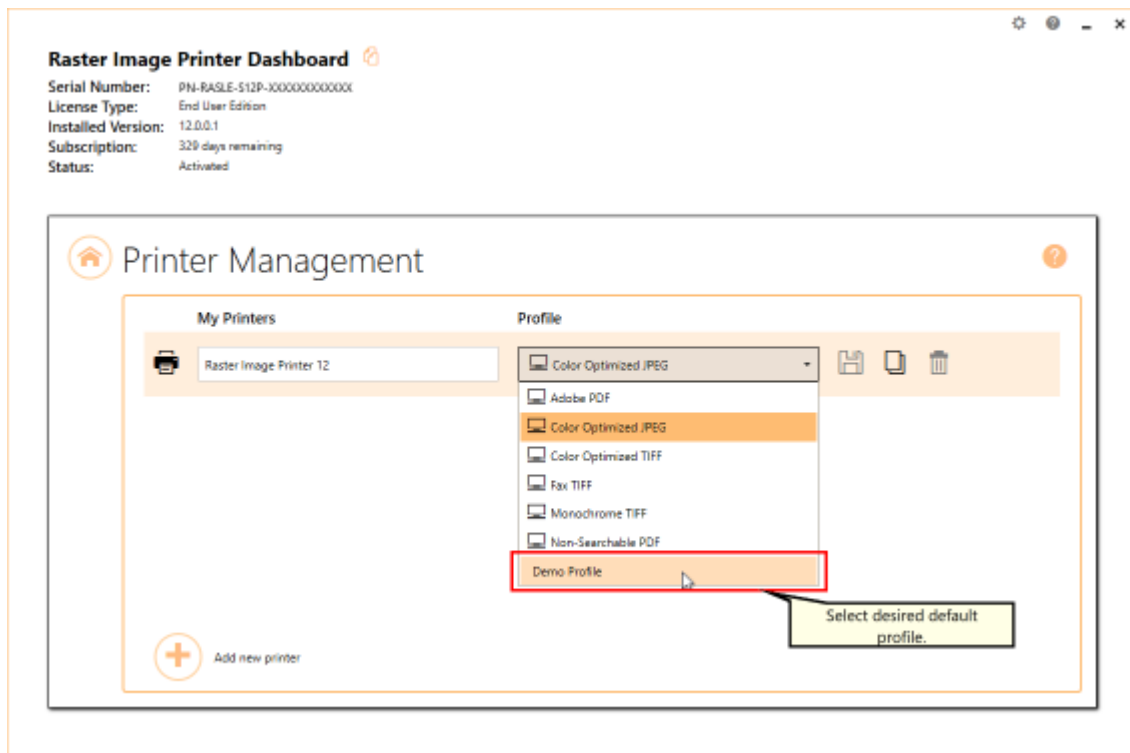 Raster Image Printer Dashboard
Serial Number: PN-RASLE-S12P-XXXXXXXXXXXX
License Type: End User Edition
Installed Version: 12.0.0.1
Subscription: 329 days remaining
Status: Activated
Printer Management
My Printers Profile
Raster Image Printer 12 Color Optimized JPEG
Adobe PDF
Color Optimized JPEG
Color Optimized TIFF
Fax TIFF
Monochrome TIFF
Non-Searchable PDF
Demo Profile
Select desired default
profile.
Add new printer